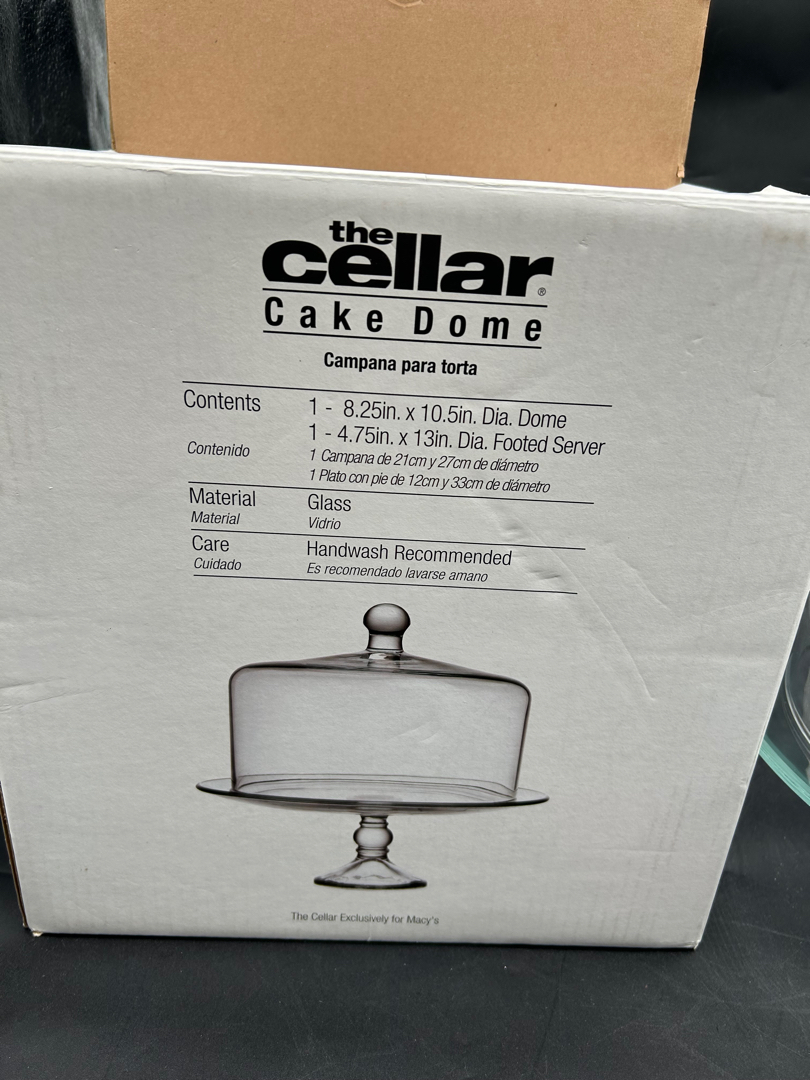 the
cellar®
Cake Dome
Campana para torta
Contents 1 - 8.25in. x 10.5in. Dia. Dome
1 - 4.75in. x 13in. Dia. Footed Server
Contenido 1 Campana de 21cm y 27cm de diámetro
1 Plato con pie de 12cm y 33cm de diámetro
Material Glass
Material Vidrio
Care Handwash Recommended
Cuidado Es recomendado lavarse amano
The Cellar Exclusively for Macy's